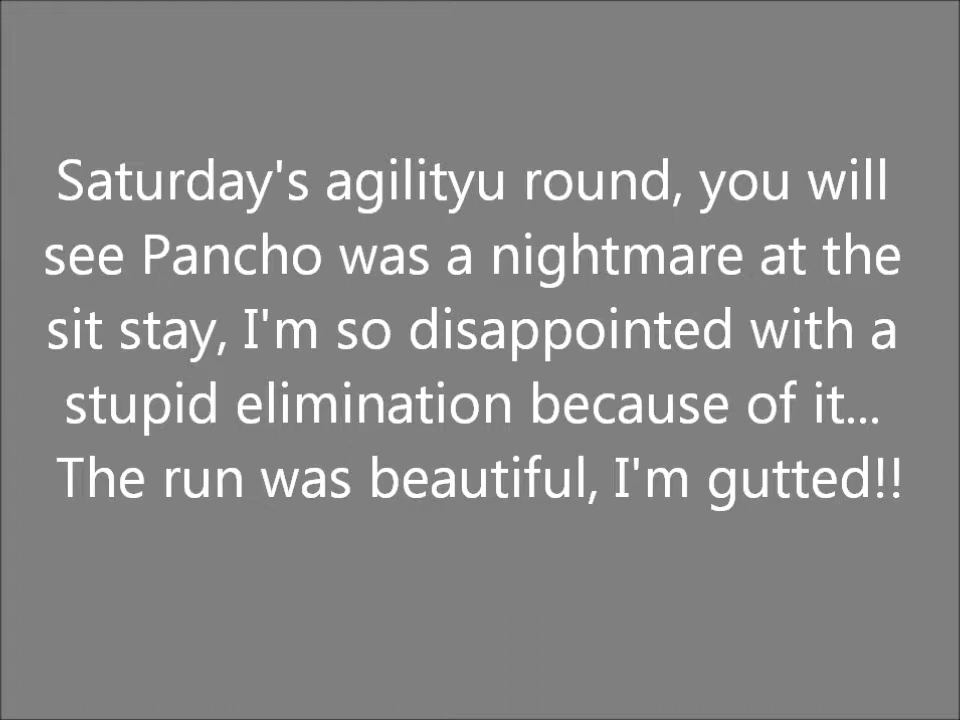 Saturday's agilityu round, you will
see Pancho was a nightmare at the
sit stay, I'm so disappointed with a
stupid elimination because of it...
The run was beautiful, I'm gutted!!